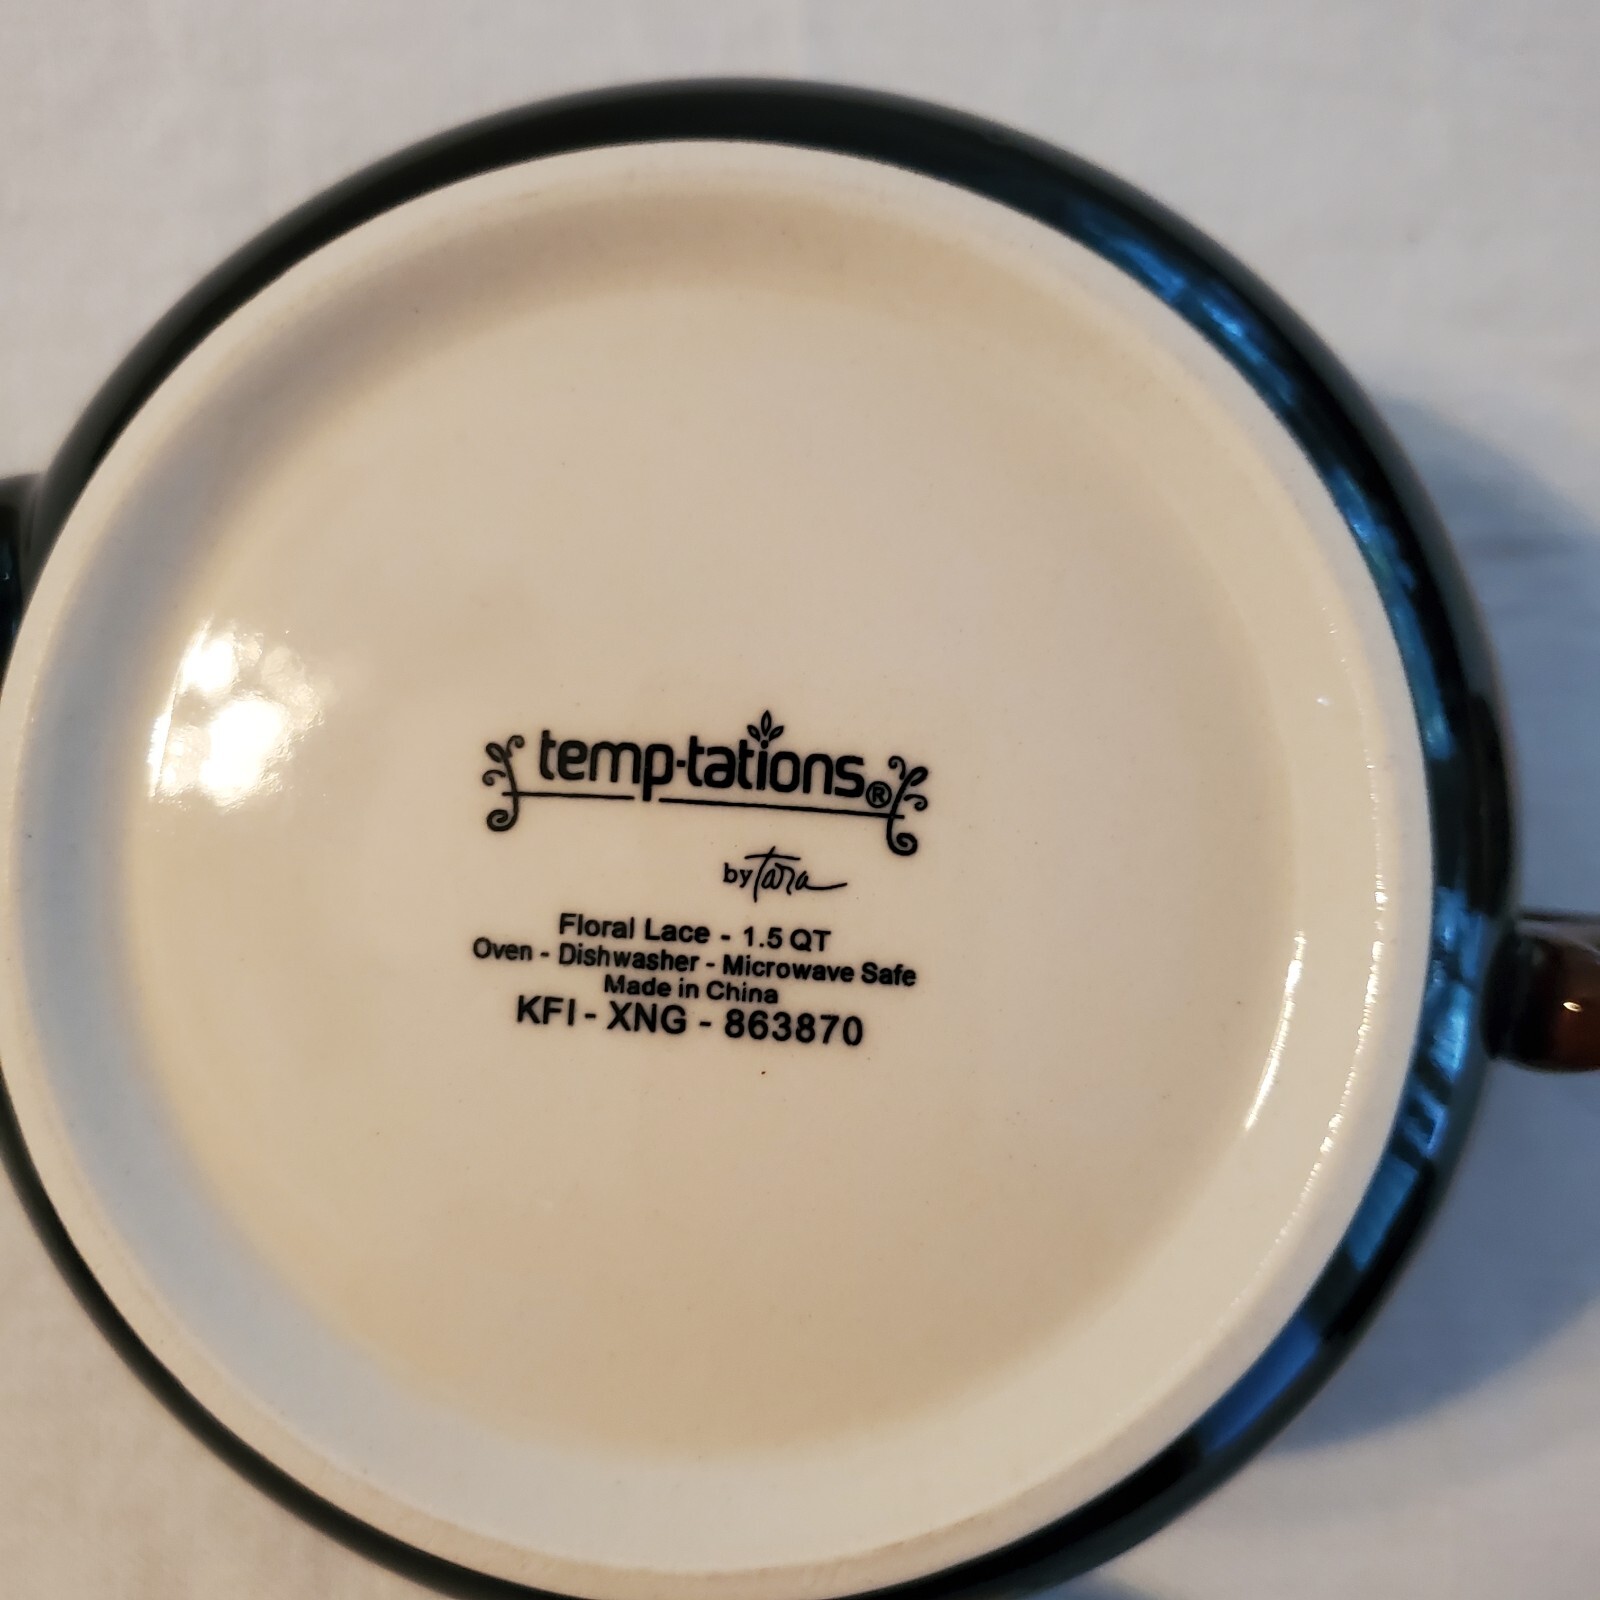 temp-tations®
by Tara
Floral Lace - 1.5 QT
Oven - Dishwasher - Microwave Safe
Made in China
KFI - XNG - 863870